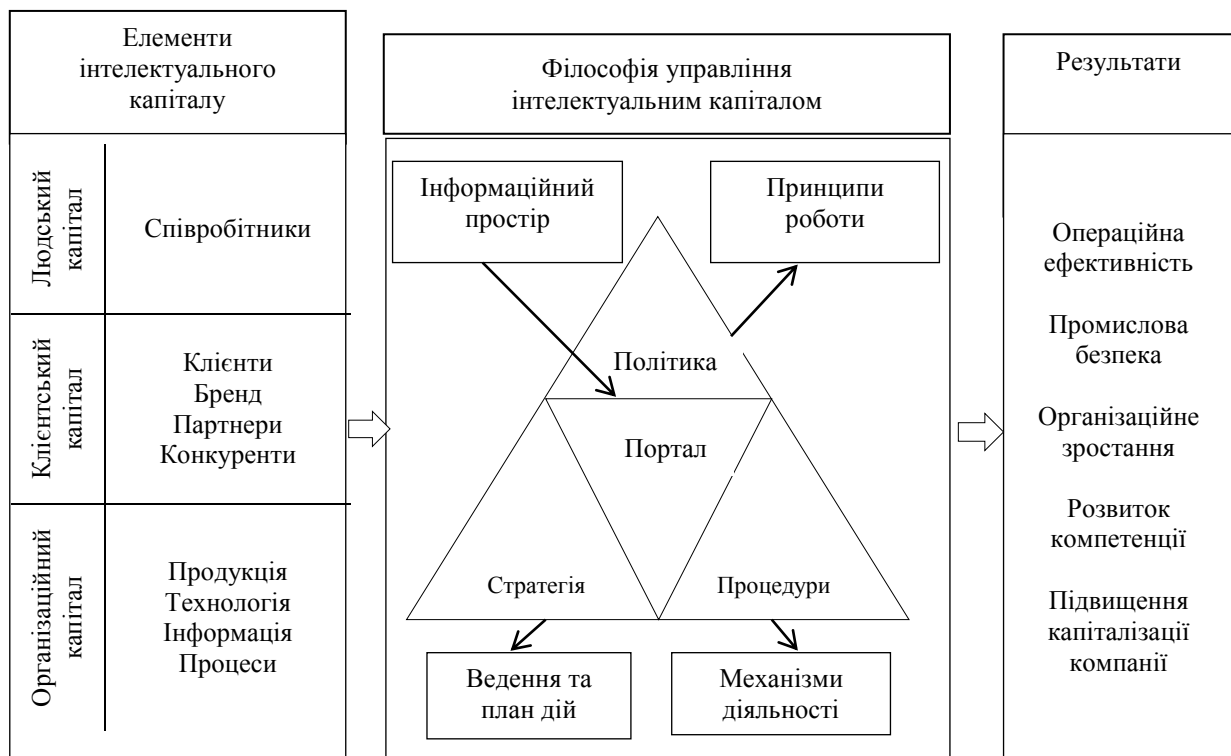 Елементи
інтелектуального
капіталу
Філософія управління
інтелектуальним капіталом
Результати
Людський
капітал
Співробітники
Клієнтський
капітал
Клієнти
Бренд
Партнери
Конкуренти
Організаційний
капітал
Продукція
Технологія
Інформація
Процеси
Інформаційний
простір
Принципи
роботи
Політика
Портал
Стратегія
Процедури
Ведення та
план дій
Механізми
діяльності
Операційна
ефективність
Промислова
безпека
Організаційне
зростання
Розвиток
компетенції
Підвищення
капіталізації
компанії